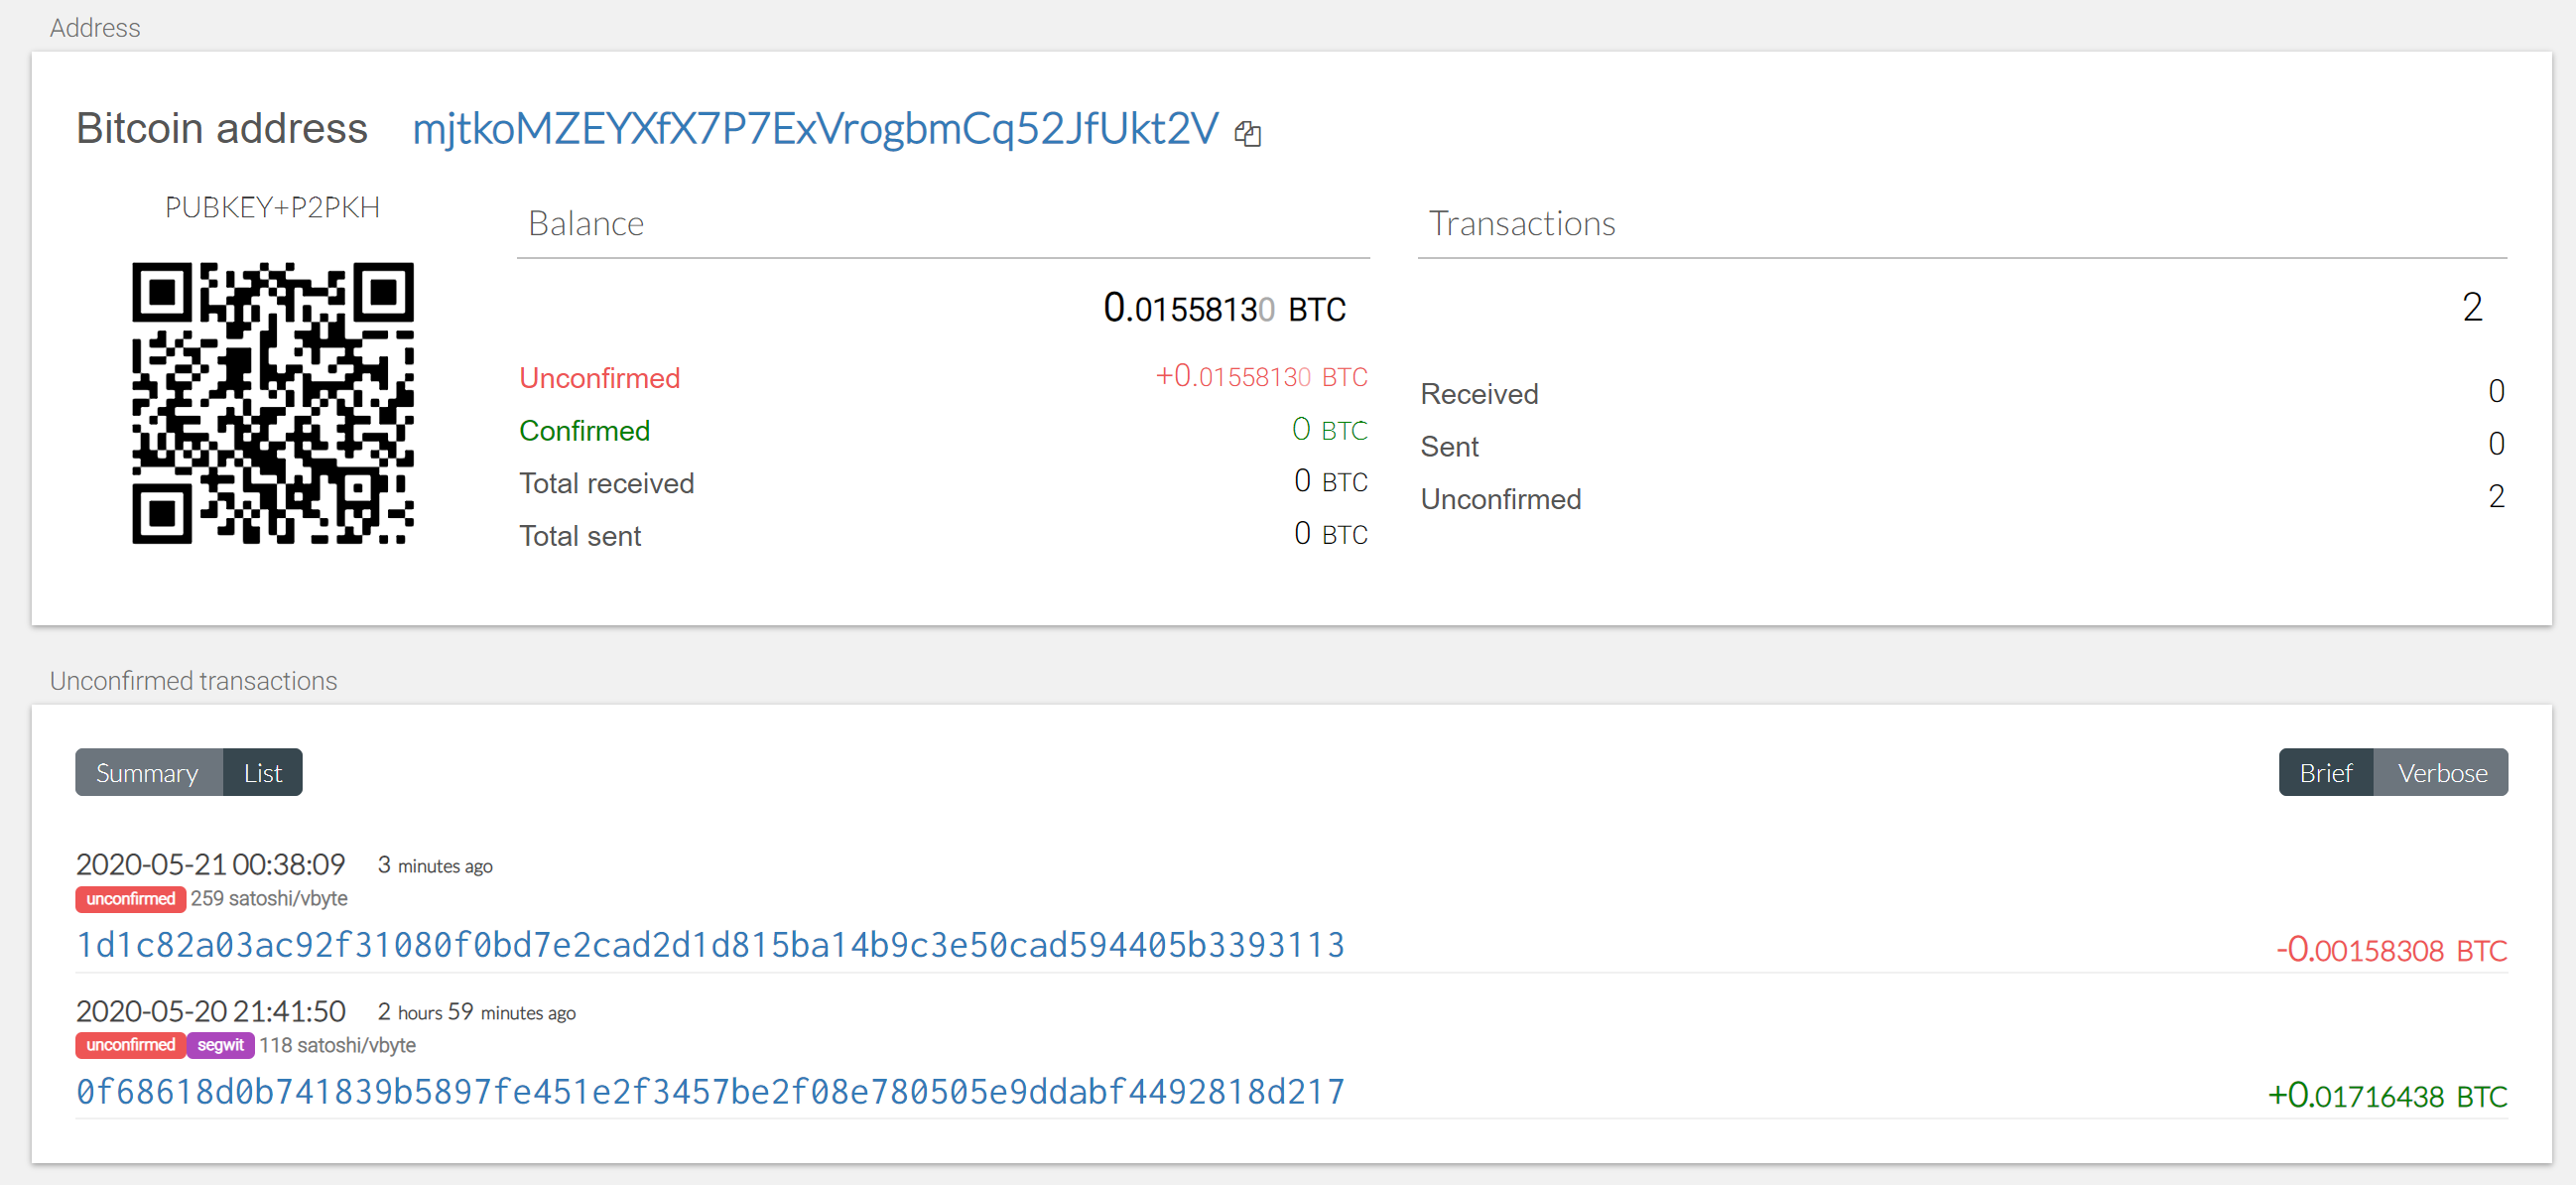 Address
Bitcoin address mjtkoMZEYXfX7P7ExVrogbmCq52JfUkt2V
PUBKEY+P2PKH
Balance
0.01558130 BTC
Unconfirmed +0.01558130 BTC
Confirmed 0 BTC
Total received 0 BTC
Total sent 0 BTC
Transactions
2
Received 0
Sent 0
Unconfirmed 2
Unconfirmed transactions
Summary List Brief Verbose
2020-05-21 00:38:09 3 minutes ago
unconfirmed 259 satoshi/vbyte
1d1c82a03ac92f31080f0bd7e2cad2d1d815ba14b9c3e50cad594405b3393113 -0.00158308 BTC
2020-05-20 21:41:50 2 hours 59 minutes ago
unconfirmed segwit 118 satoshi/vbyte
0f68618d0b741839b5897fe451e2f3457be2f08e780505e9ddabf4492818d217 +0.01716438 BTC